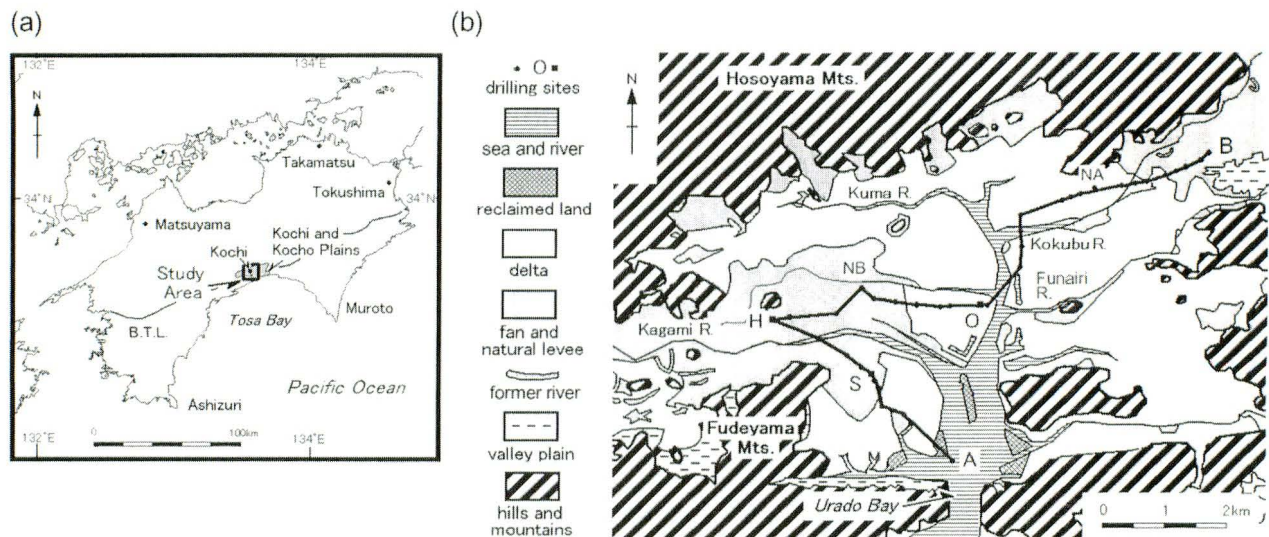 (a)
132°E
134°E
N
Takamatsu
Tokushima
34°N
34°N
Matsuyama
Kochi and
Kocho Plains
Kochi
Study
Area
Muroto
B.T.L.
Tosa Bay
Pacific Ocean
Ashizuri
0
100km
132°E
134°E
(b)
O
drilling sites
sea and river
reclaimed land
delta
fan and
natural levee
former river
valley plain
hills and
mountains
N
Hosoyama Mts.
B
NA
Kuma R.
Kokubu R.
NB
Funairi
R.
H
O
Kagami R.
S
Fudeyama
Mts.
A
Urado Bay
0
1
2km